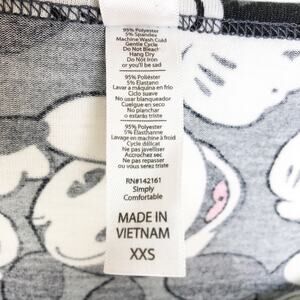 95% Polyester
5% Spandex
Machine Wash Cold
Gentle Cycle
Do Not Bleach
Hang Dry
Do Not Iron
or you'll be sad
95% Poliéster
5% Elastano
Lavar a máquina en frío
Ciclo suave
No usar blanqueador
Cuelgue en seco
No planchar
o estarás triste
95% Polyester
5% Élasthanne
Lavage en machine à froid
Cycle délicat
Ne pas javelliser
Accrochez sec
Ne pas repasser
ou vous serez triste
RN#142161
Simply
Comfortable
MADE IN
VIETNAM
XXS